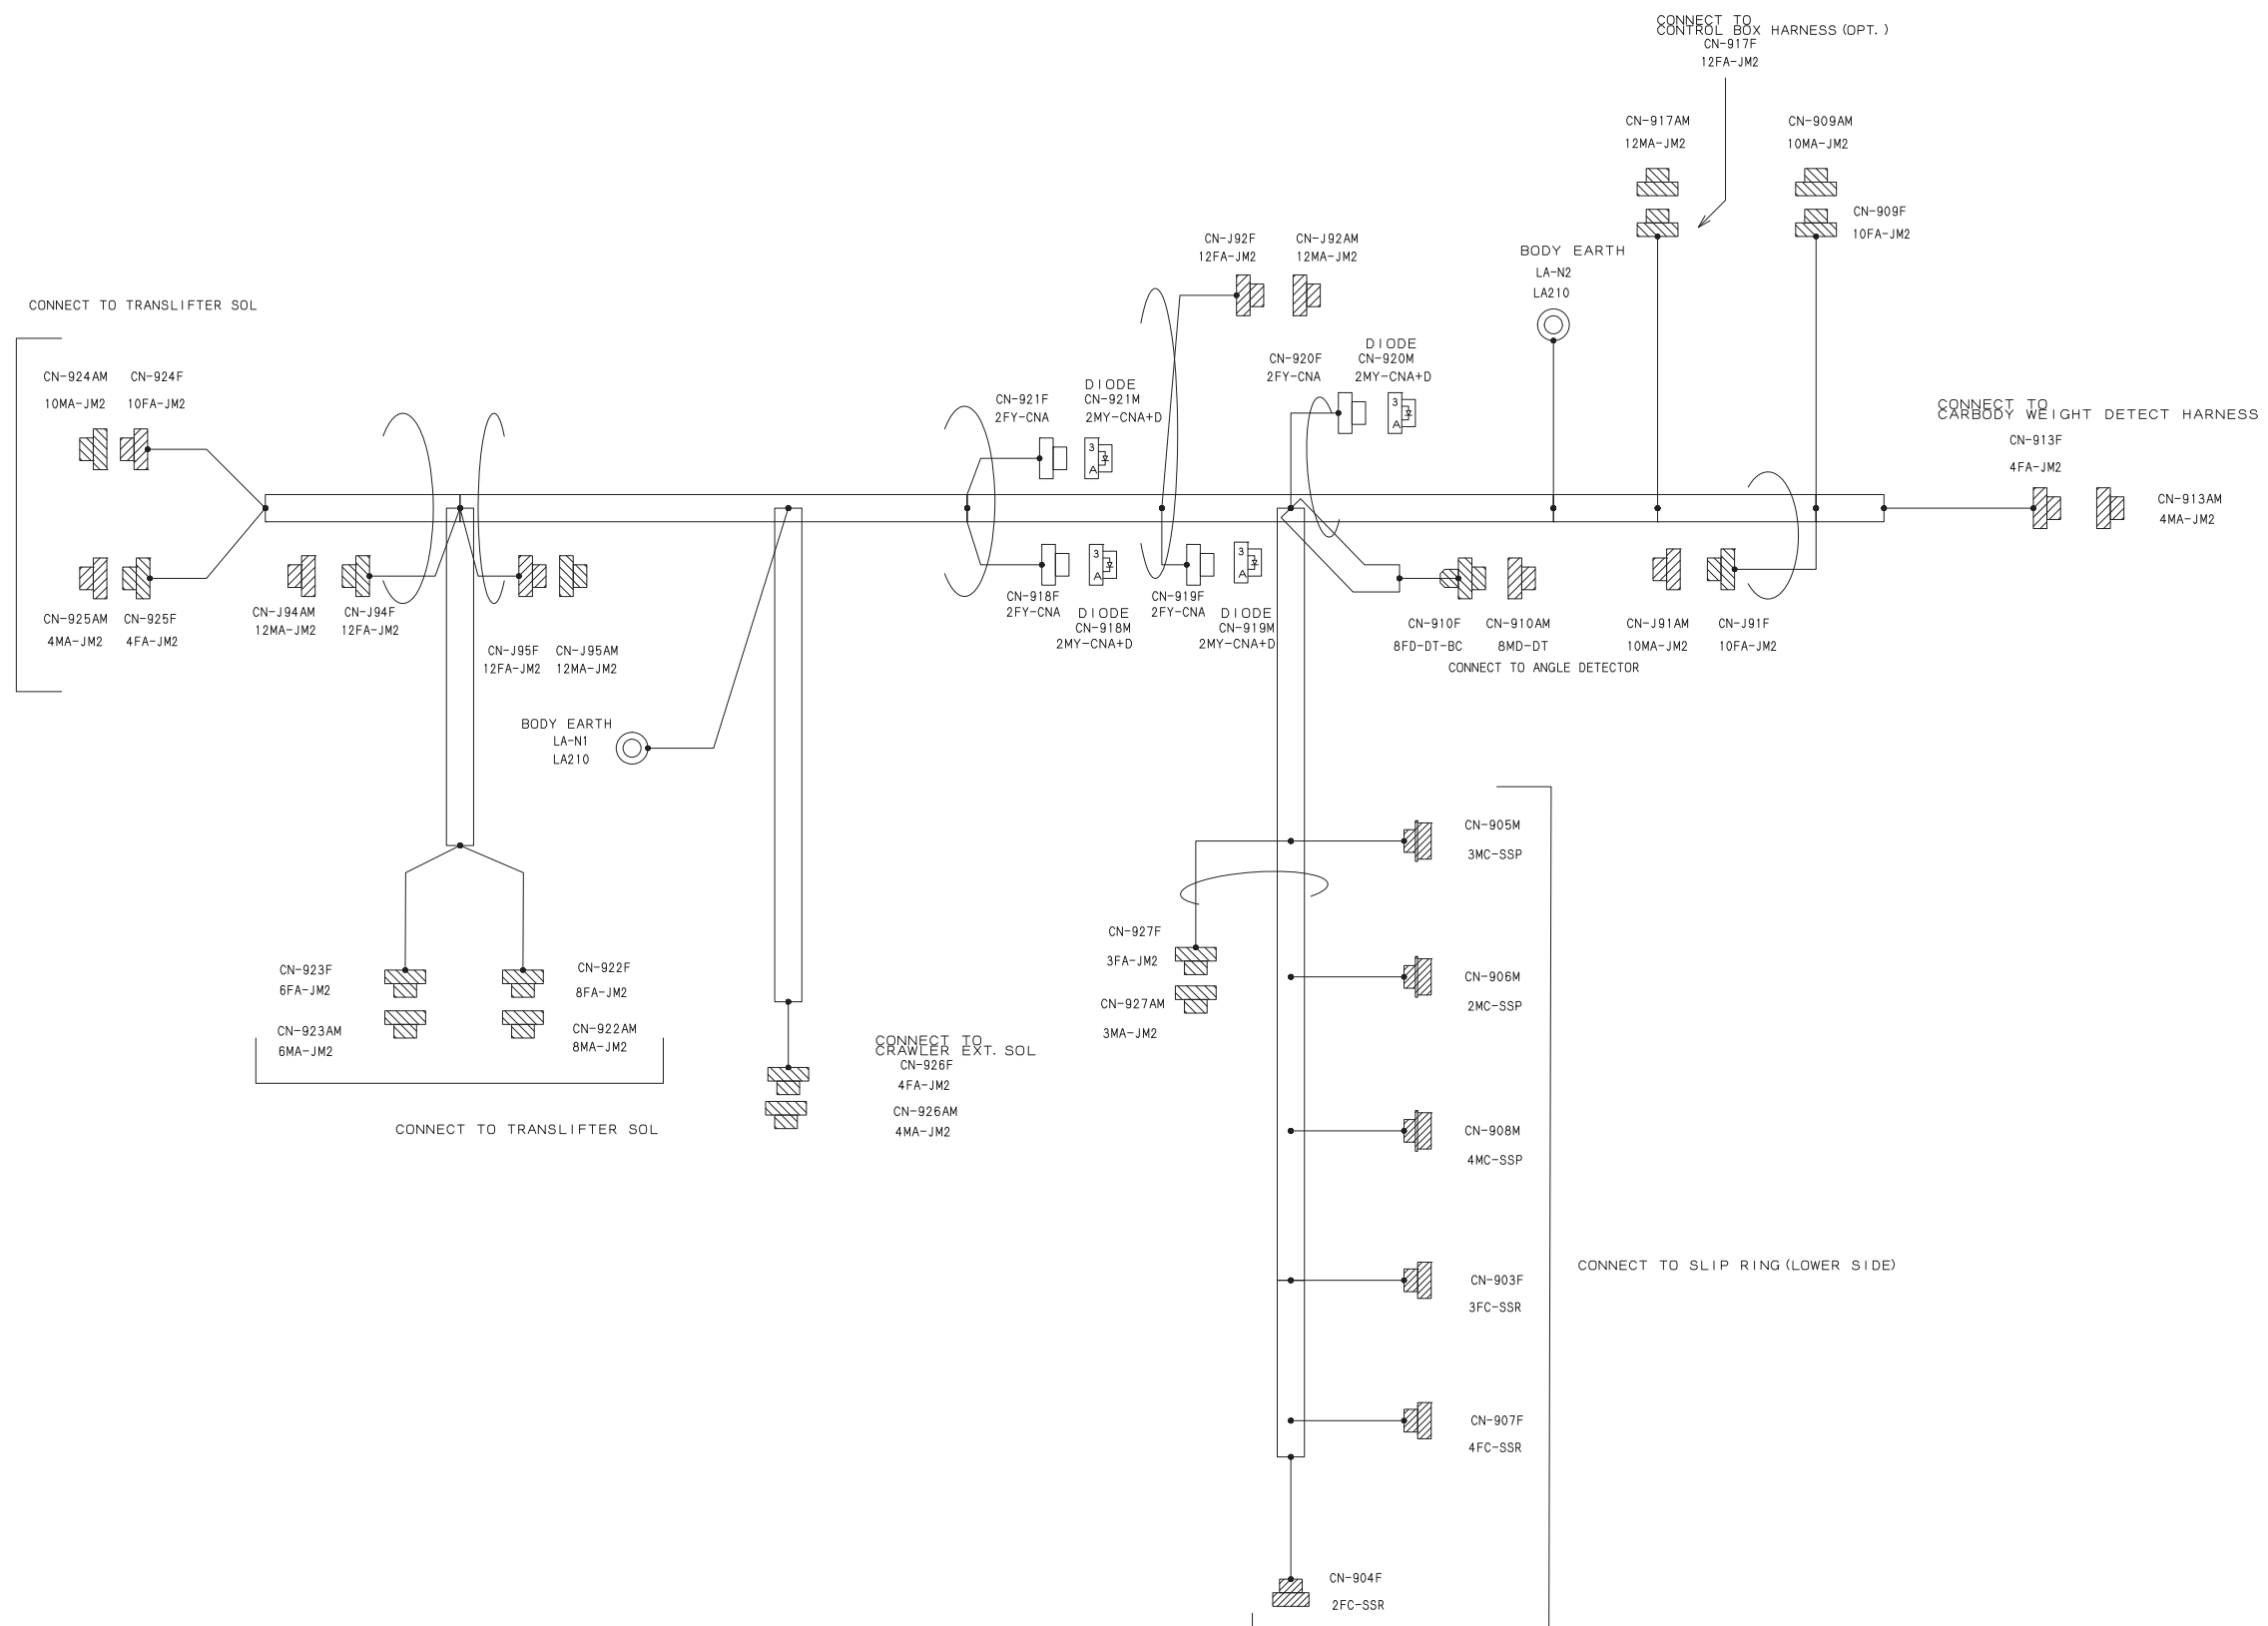 CONNECT TO
CONTROL BOX HARNESS (OPT. )
CN-917F
12FA-JM2
CN-917AM
12MA-JM2
CN-909AM
10MA-JM2
CN-909F
10FA-JM2
CN-J92F
12FA-JM2
CN-J92AM
12MA-JM2
BODY EARTH
LA-N2
LA210
CONNECT TO TRANSLIFTER SOL
CN-924AM
10MA-JM2
CN-924F
10FA-JM2
CN-921F
2FY-CNA
DIODE
CN-921M
2MY-CNA+D
3
A
CN-920F
2FY-CNA
DIODE
CN-920M
2MY-CNA+D
3
A
CONNECT TO
CARBODY WEIGHT DETECT HARNESS
CN-913F
4FA-JM2
CN-913AM
4MA-JM2
CN-925AM
4MA-JM2
CN-925F
4FA-JM2
CN-J94AM
12MA-JM2
CN-J94F
12FA-JM2
CN-J95F
12FA-JM2
CN-J95AM
12MA-JM2
3
A
CN-918F
2FY-CNA
DIODE
CN-918M
2MY-CNA+D
3
A
CN-919F
2FY-CNA
DIODE
CN-919M
2MY-CNA+D
CN-910F
8FD-DT-BC
CN-910AM
8MD-DT
CONNECT TO ANGLE DETECTOR
CN-J91AM
10MA-JM2
CN-J91F
10FA-JM2
BODY EARTH
LA-N1
LA210
CN-905M
3MC-SSP
CN-927F
3FA-JM2
CN-927AM
3MA-JM2
CN-906M
2MC-SSP
CN-923F
6FA-JM2
CN-923AM
6MA-JM2
CN-922F
8FA-JM2
CN-922AM
8MA-JM2
CONNECT TO TRANSLIFTER SOL
CONNECT TO
CRAWLER EXT. SOL
CN-926F
4FA-JM2
CN-926AM
4MA-JM2
CN-908M
4MC-SSP
CONNECT TO SLIP RING (LOWER SIDE)
CN-903F
3FC-SSR
CN-907F
4FC-SSR
CN-904F
2FC-SSR